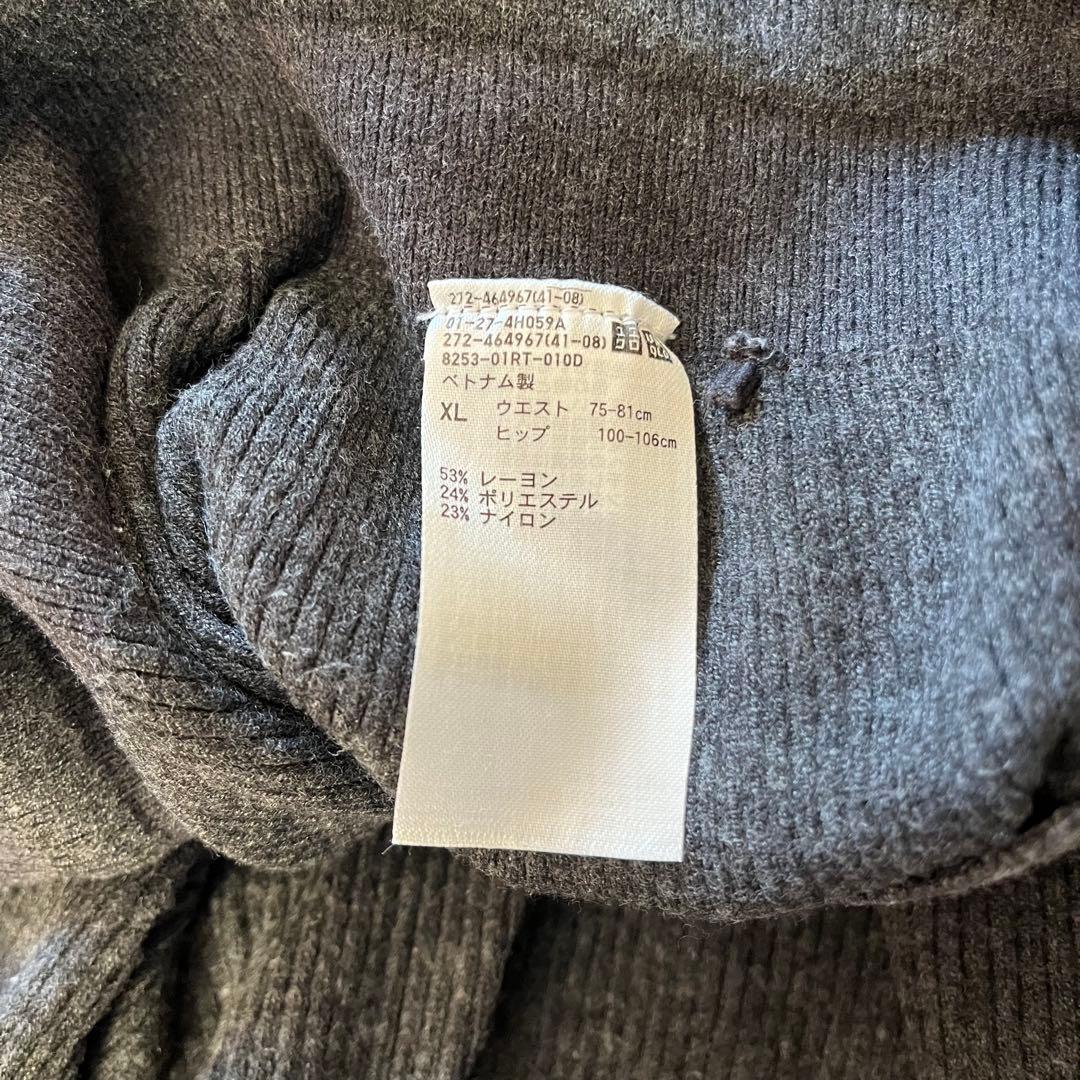 272-464967(41-08)
01-27-4H059A
272-464967(41-08)
8253-01RT-010D
ベトナム製
XL ウエスト 75-81cm
ヒップ 100-106cm
53% レーヨン
24% ポリエステル
23% ナイロン